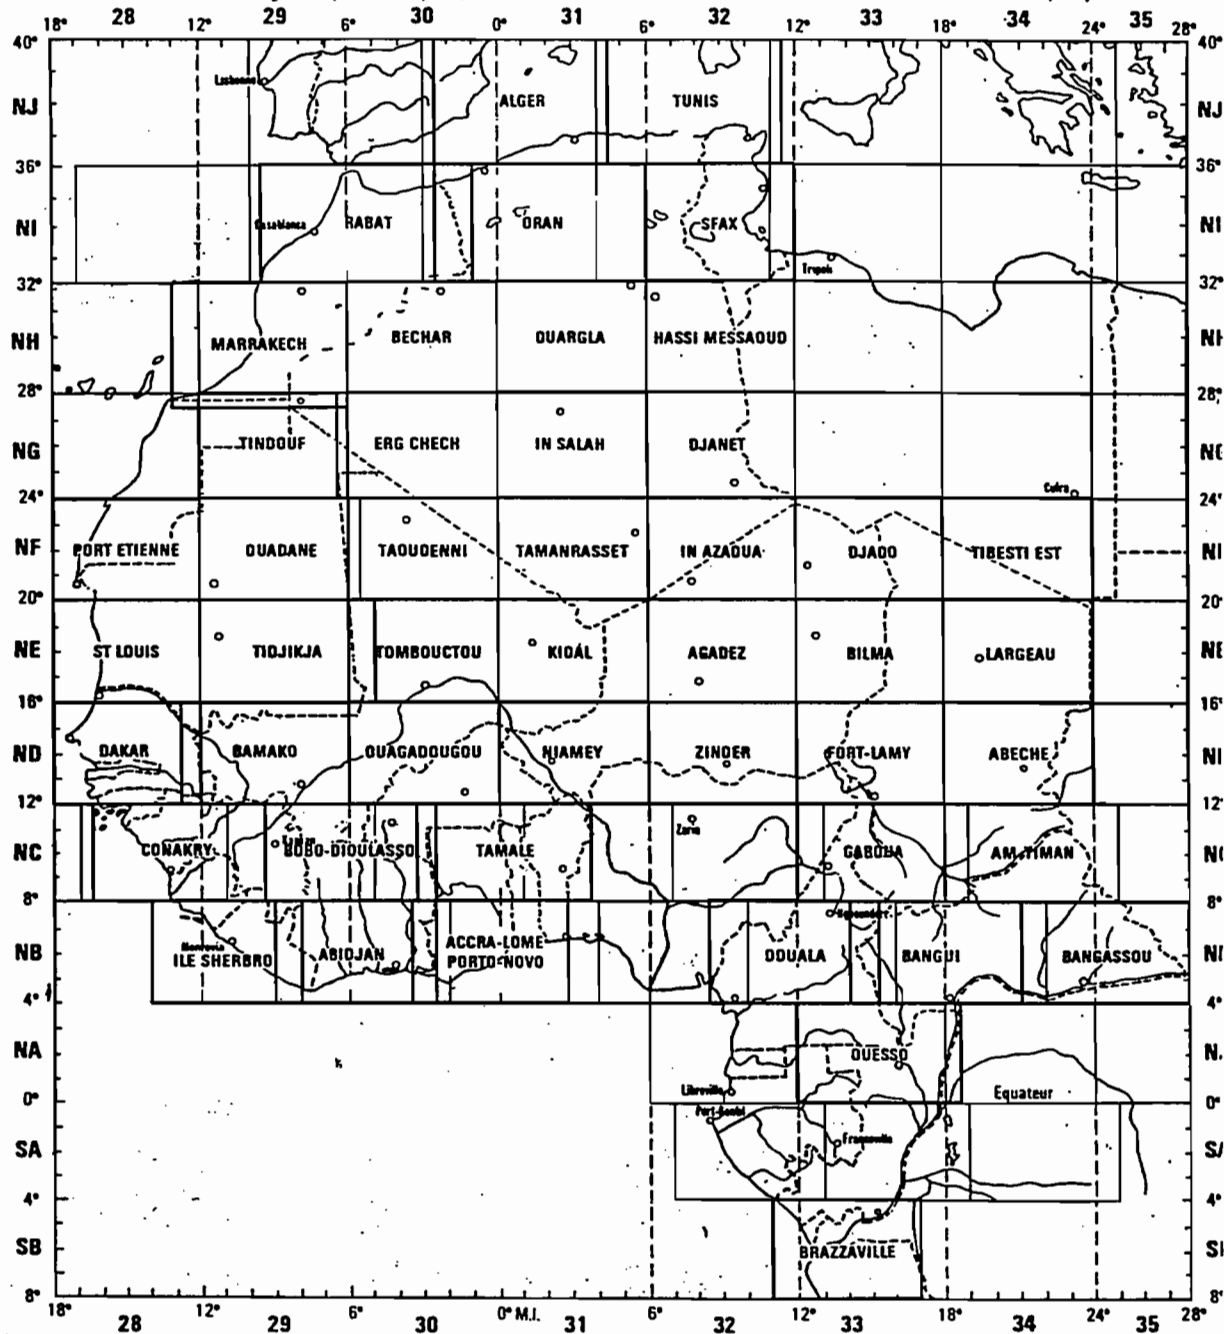 28 29 30 31 32 33 34 35
18° 12° 6° 0° 6° 12° 18° 24° 28°
40° 40°
Lisbonne
NJ ALGER TUNIS NJ
36° 36°
Casablanca
NI RABAT ORAN SFAX NI
Tripoli
32° 32°
NH MARRAKECH BECHAR OUARGLA HASSI MESSAOUD
28° 28°
NG TINDOUF ERG CHECH IN SALAH DJANET
24° 24°
NF PORT ETIENNE OUADANE TAOUDENNI TAMANRASSET IN AZAOUA DJADO TIBESTI EST
20° 20°
NE ST LOUIS TIDJIKJA TOMBOUCTOU KIDAL AGADEZ BILMA LARGEAU NE
16° 16°
ND DAKAR BAMAKO OUAGADOUGOU NIAMEY ZINDER FORT-LAMY ABECHE
12° 12°
Zaria
NC CONAKRY BOBO-DIOULASSO TAMALE GAROUA AM-TIMAN
8° 8°
Monrovia
NB ILE SHERBRO ABIDJAN ACCRA-LOME PORTO-NOVO DOUALA BANGUI BANGASSOU
4° 4°
NA OUESSO
Libreville Equateur
0° 0°
Port-Gentil
SA Franceville
4° 4°
SB BRAZZAVILLE
8° 8°
18° 12° 6° 0° M.I. 6° 12° 18° 24° 28°
28 29 30 31 32 33 34 35